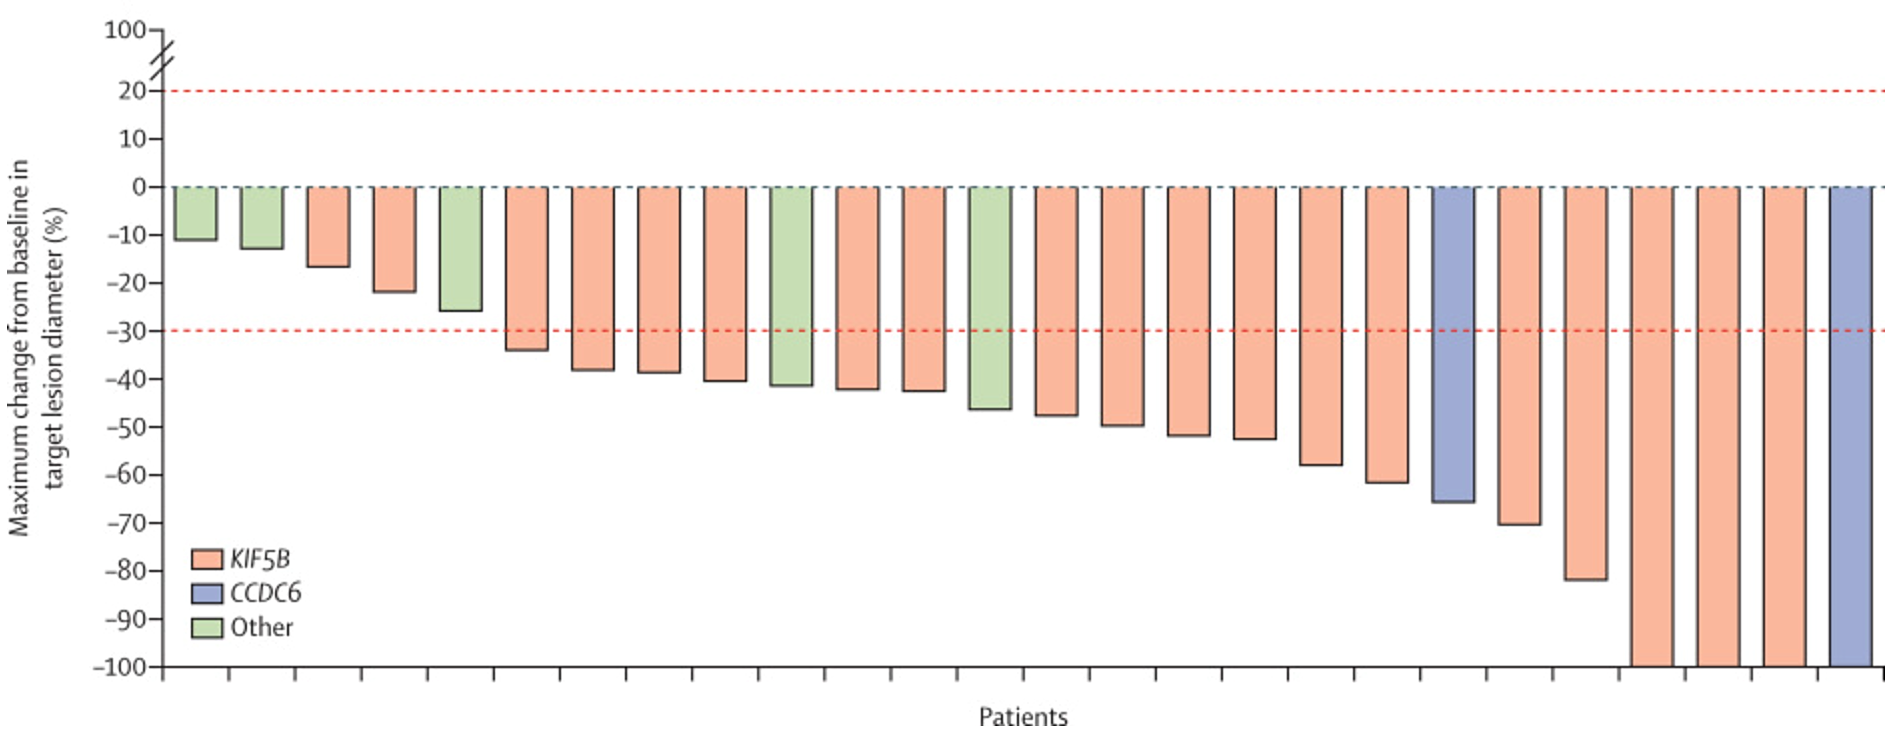 Maximum change from baseline in
target lesion diameter (%)
100
20
10
0
–10
–20
–30
–40
–50
–60
–70
–80
–90
–100
KIF5B
CCDC6
Other
Patients